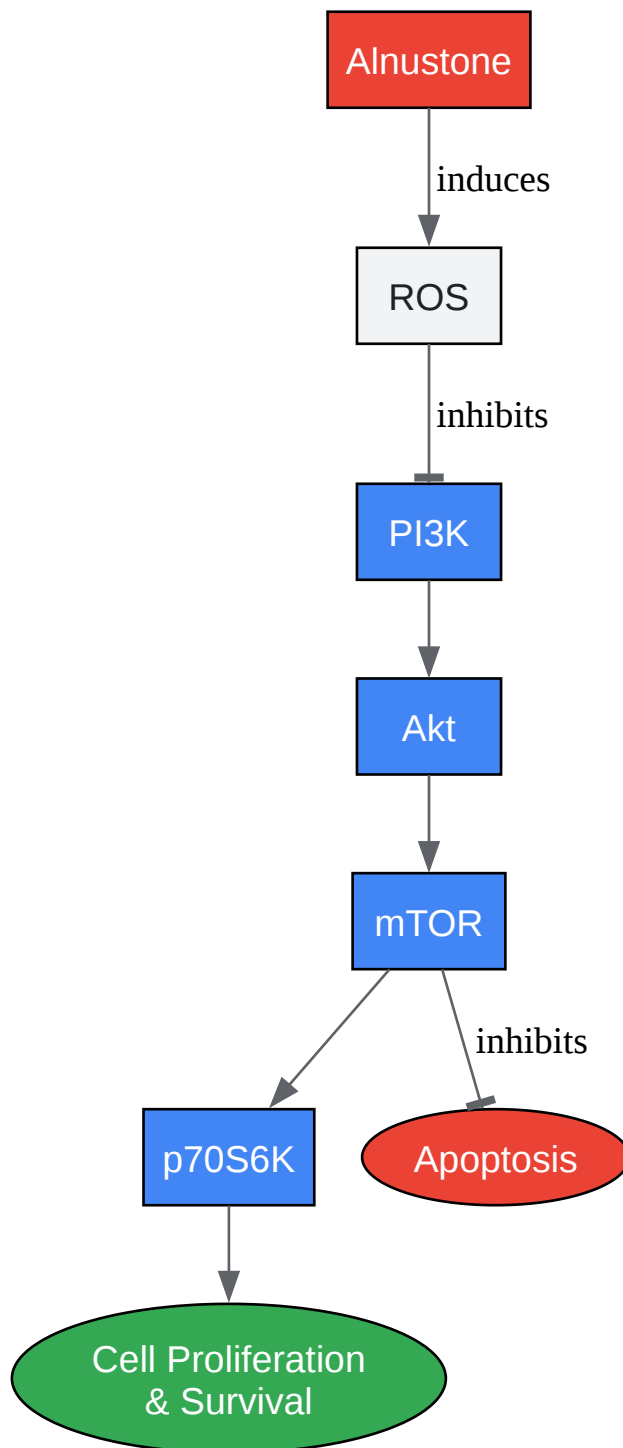 Alnustone
induces
ROS
inhibits
PI3K
Akt
mTOR
inhibits
p70S6K
Apoptosis
Cell Proliferation
& Survival